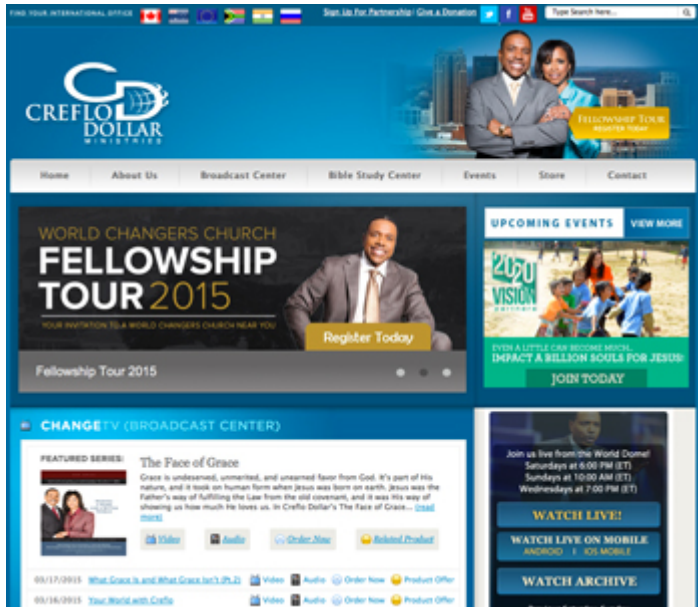 FIND YOUR INTERNATIONAL OFFICE
Sign Up For Partnership | Give a Donation
Type Search here...
CREFLO
DOLLAR
MINISTRIES
FELLOWSHIP TOUR
REGISTER TODAY
Home
About Us
Broadcast Center
Bible Study Center
Events
Store
Contact
WORLD CHANGERS CHURCH
FELLOWSHIP
TOUR 2015
YOUR INVITATION TO A WORLD CHANGERS CHURCH NEAR YOU
Register Today
Fellowship Tour 2015
UPCOMING EVENTS
VIEW MORE
2020
VISION
EVEN A LITTLE CAN BECOME MUCH...
IMPACT A BILLION SOULS FOR JESUS!
JOIN TODAY
CHANGETV (BROADCAST CENTER)
FEATURED SERIES:
The Face of Grace
Grace is undeserved, unmerited, and unearned favor from God. It's part of His
nature, and it took on human form when Jesus was born on earth. Jesus was the
Father's way of fulfilling the Law from the old covenant, and it was His way of
showing us how much He loves us. In Creflo Dollar's The Face of Grace... (read
more)
Video
Audio
Order Now
Related Product
03/17/2015 What Grace Is and What Grace Isn't (Pt.2) Video Audio Order Now Product Offer
03/16/2015 Your World with Creflo Video Audio Order Now Product Offer
Join us live from the World Dome!
Saturdays at 6:00 PM (ET)
Sundays at 10:00 AM (ET)
Wednesdays at 7:00 PM (ET)
WATCH LIVE!
WATCH LIVE ON MOBILE
ANDROID | IOS MOBILE
WATCH ARCHIVE